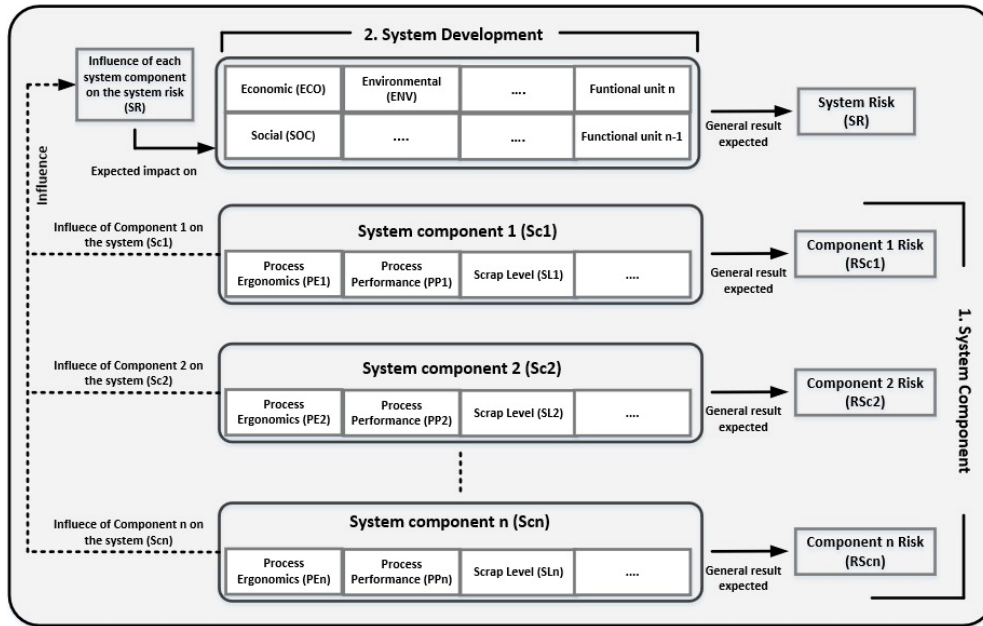 2. System Development
Influence of each
system component
on the system risk
(SR)
Economic (ECO)
Environmental
(ENV)
....
Funtional unit n
Social (SOC)
....
....
Functional unit n-1
General result
expected
System Risk
(SR)
Expected impact on
Influence
Influece of Component 1 on
the system (Sc1)
System component 1 (Sc1)
Process
Ergonomics (PE1)
Process
Performance (PP1)
Scrap Level (SL1)
....
General result
expected
Component 1 Risk
(RSc1)
1. System Component
Influece of Component 2 on
the system (Sc2)
System component 2 (Sc2)
Process
Ergonomics (PE2)
Process
Performance (PP2)
Scrap Level (SL2)
....
General result
expected
Component 2 Risk
(RSc2)
Influece of Component n on
the system (Scn)
System component n (Scn)
Process
Ergonomics (PEn)
Process
Performance (PPn)
Scrap Level (SLn)
....
General result
expected
Component n Risk
(RScn)